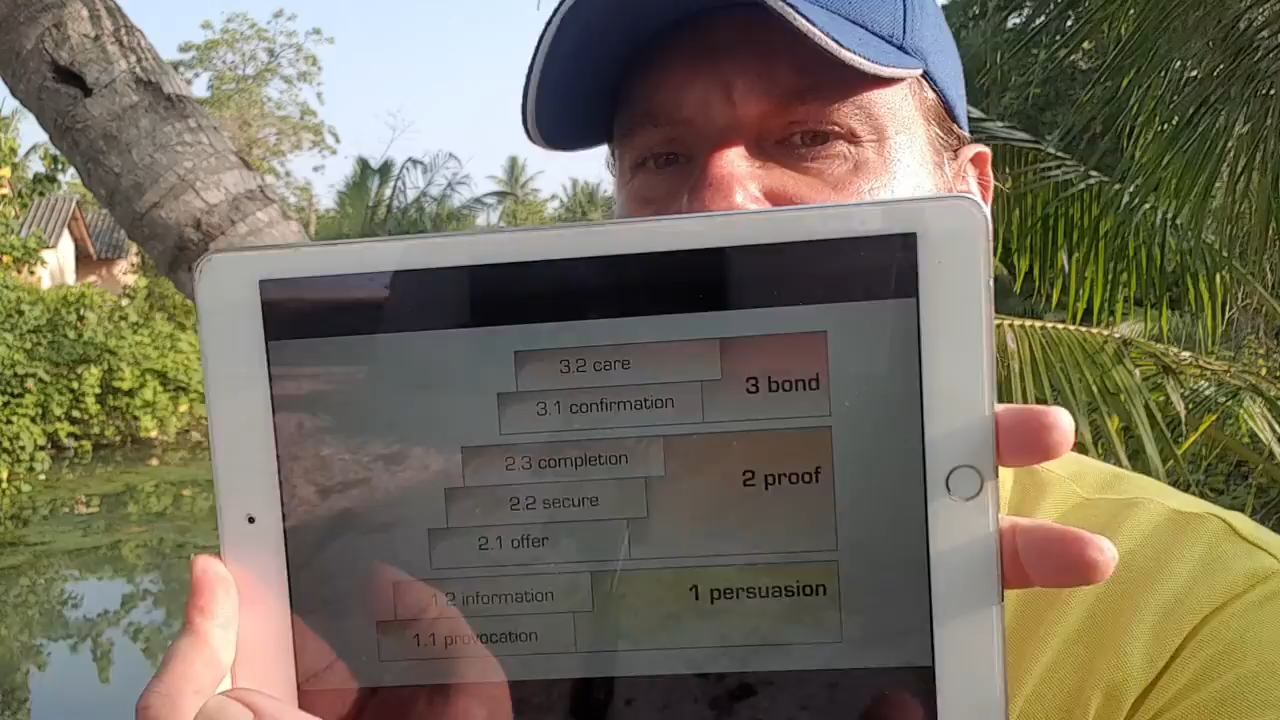 3.2 care
3 bond
3.1 confirmation
2.3 completion
2 proof
2.2 secure
2.1 offer
1.2 information
1 persuasion
1.1 provocation